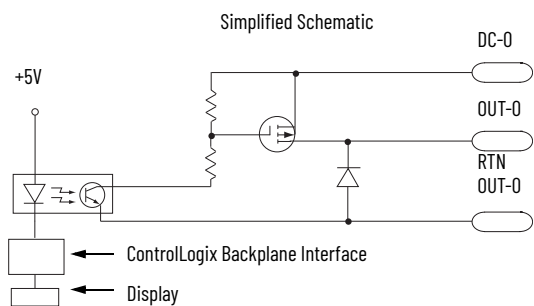 Simplified Schematic
DC-0
+5V
OUT-0
RTN
OUT-0
ControlLogix Backplane Interface
Display